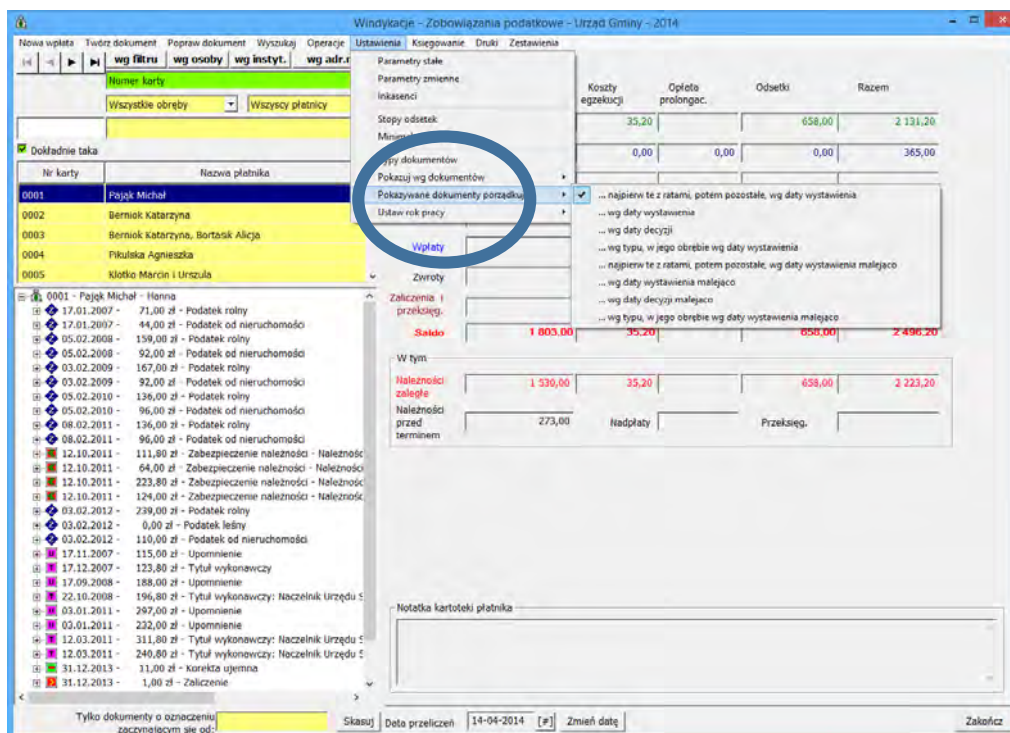 Windykacje - Zobowiązania podatkowe - Urzad Gminy - 2014
Nowa wpłata Twórz dokument Popraw dokument Wyszukaj Operacje Ustawienia Księgowanie Druki Zestawienia
wg filtru wg osoby wg instyt. wg adr.r
Numer karty
Wszystkie obręby Wszyscy płatnicy
Dokładnie taka
Nr karty Nazwa płatnika
0001 Pająk Michał
0002 Berniok Katarzyna
0003 Berniok Katarzyna, Bortasik Alicja
0004 Pikulska Agnieszka
0005 Klotko Marcin i Urszula
Parametry stałe
Parametry zmienne
Inkasenci
Stopy odsetek
Typy dokumentów
Pokazuj wg dokumentów
Pokazywane dokumenty porządkuj
Ustaw rok pracy
... najpierw te z ratami, potem pozostałe, wg daty wystawienia
... wg daty wystawienia
... wg daty decyzji
... wg typu, w jego obrębie wg daty wystawienia
... najpierw te z ratami, potem pozostałe, wg daty wystawienia malejaco
... wg daty wystawienia malejaco
... wg daty decyzji malejaco
... wg typu, w jego obrębie wg daty wystawienia malejaco
Koszty egzekucji Opłata prolongac. Odsetki Razem
35,20 658,00 2 131,20
0,00 0,00 0,00 365,00
Wpłaty
Zwroty
Zaliczenia i
przeksięg.
Saldo 1 803,00 35,20 658,00 2 496,20
W tym
Należności
zaległe 1 530,00 35,20 658,00 2 223,20
Należności
przed
terminem 273,00 Nadpłaty Przeksięg.
0001 - Pająk Michał - Hanna
17.01.2007 - 71,00 zł - Podatek rolny
17.01.2007 - 44,00 zł - Podatek od nieruchomości
05.02.2008 - 159,00 zł - Podatek rolny
05.02.2008 - 92,00 zł - Podatek od nieruchomości
03.02.2009 - 167,00 zł - Podatek rolny
03.02.2009 - 92,00 zł - Podatek od nieruchomości
05.02.2010 - 136,00 zł - Podatek rolny
05.02.2010 - 96,00 zł - Podatek od nieruchomości
08.02.2011 - 136,00 zł - Podatek rolny
08.02.2011 - 96,00 zł - Podatek od nieruchomości
12.10.2011 - 111,80 zł - Zabezpieczenie należności - Należność
12.10.2011 - 64,00 zł - Zabezpieczenie należności - Należności
12.10.2011 - 223,80 zł - Zabezpieczenie należności - Należność
12.10.2011 - 124,00 zł - Zabezpieczenie należności - Należność
03.02.2012 - 239,00 zł - Podatek rolny
03.02.2012 - 0,00 zł - Podatek leśny
03.02.2012 - 110,00 zł - Podatek od nieruchomości
17.11.2007 - 115,00 zł - Upomnienie
17.12.2007 - 123,80 zł - Tytuł wykonawczy
17.09.2008 - 188,00 zł - Upomnienie
22.10.2008 - 196,80 zł - Tytuł wykonawczy: Naczelnik Urzędu S
03.01.2011 - 297,00 zł - Upomnienie
03.01.2011 - 232,00 zł - Upomnienie
12.03.2011 - 311,80 zł - Tytuł wykonawczy: Naczelnik Urzędu S
12.03.2011 - 240,80 zł - Tytuł wykonawczy: Naczelnik Urzędu S
31.12.2013 - 11,00 zł - Korekta ujemna
31.12.2013 - 1,00 zł - Zaliczenie
Notatka kartoteki płatnika
Tylko dokumenty o oznaczeniu
zaczynającym się od:
Skasuj Data przeliczeń 14-04-2014 [#] Zmień datę Zakończ